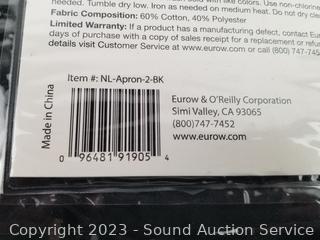 needed. Tumble dry low. Iron as needed on medium heat. Do not dry cle
Fabric Composition: 60% Cotton, 40% Polyester
Limited Warranty: If a product has a manufacturing defect, contact Eur
days of purchase with a copy of sales receipt for a replacement or refu
details visit Customer Service at www.eurow.com or call (800)747-745
Item #: NL-Apron-2-BK
Made in China
0 96481 91905 4
Eurow & O'Reilly Corporation
Simi Valley, CA 93065
(800)747-7452
www.eurow.com
Copyright 2023 - Sound Auction Service